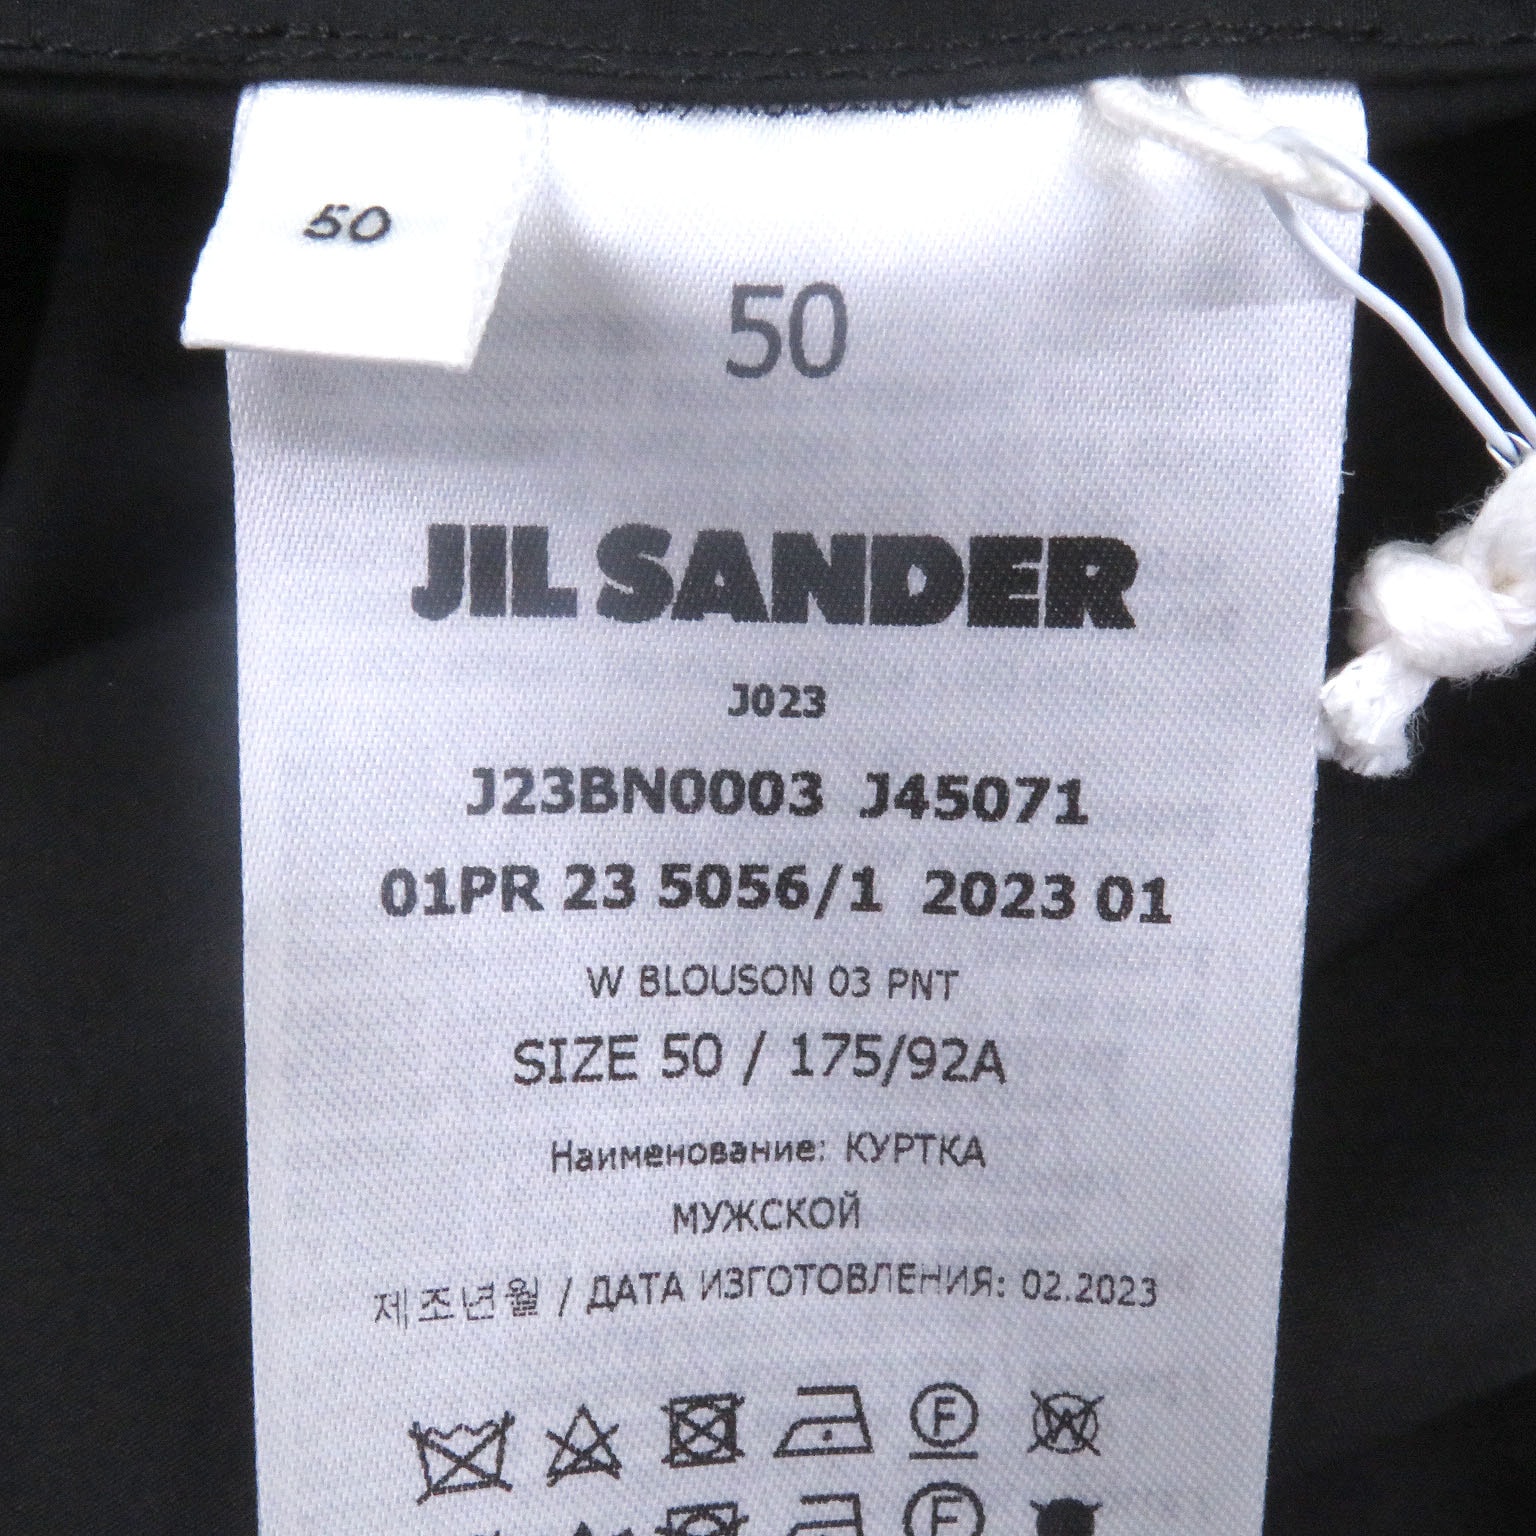 50
50
JIL SANDER
J023
J23BN0003 J45071
01PR 23 5056/1 2023 01
W BLOUSON 03 PNT
SIZE 50 / 175/92A
Наименование: КУРТКА
МУЖСКОЙ
제조년월 / ДАТА ИЗГОТОВЛЕНИЯ: 02.2023
F W
F